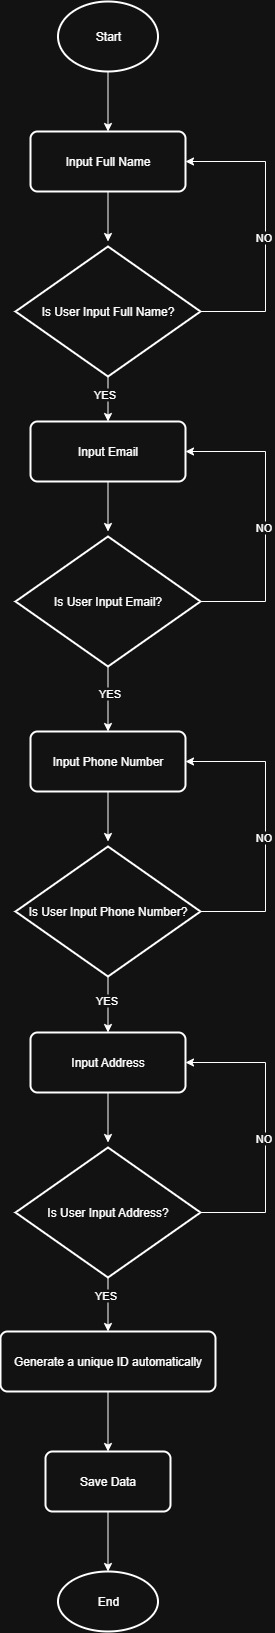 Start
Input Full Name
NO
Is User Input Full Name?
YES
Input Email
NO
Is User Input Email?
YES
Input Phone Number
NO
Is User Input Phone Number?
YES
Input Address
NO
Is User Input Address?
YES
Generate a unique ID automatically
Save Data
End